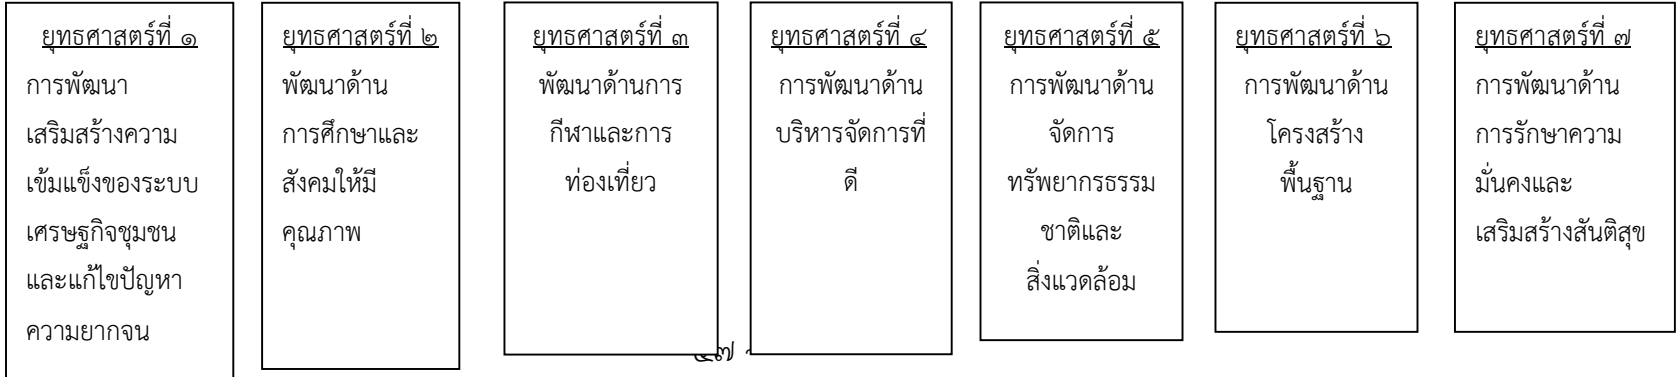 ยุทธศาสตร์ที่ ๑
การพัฒนา
เสริมสร้างความ
เข้มแข็งของระบบ
เศรษฐกิจชุมชน
และแก้ไขปัญหา
ความยากจน
ยุทธศาสตร์ที่ ๒
พัฒนาด้าน
การศึกษาและ
สังคมให้มี
คุณภาพ
ยุทธศาสตร์ที่ ๓
พัฒนาด้านการ
กีฬาและการ
ท่องเที่ยว
ยุทธศาสตร์ที่ ๔
การพัฒนาด้าน
บริหารจัดการที่
ดี
ยุทธศาสตร์ที่ ๕
การพัฒนาด้าน
จัดการ
ทรัพยากรธรรม
ชาติและ
สิ่งแวดล้อม
ยุทธศาสตร์ที่ ๖
การพัฒนาด้าน
โครงสร้าง
พื้นฐาน
ยุทธศาสตร์ที่ ๗
การพัฒนาด้าน
การรักษาความ
มั่นคงและ
เสริมสร้างสันติสุข